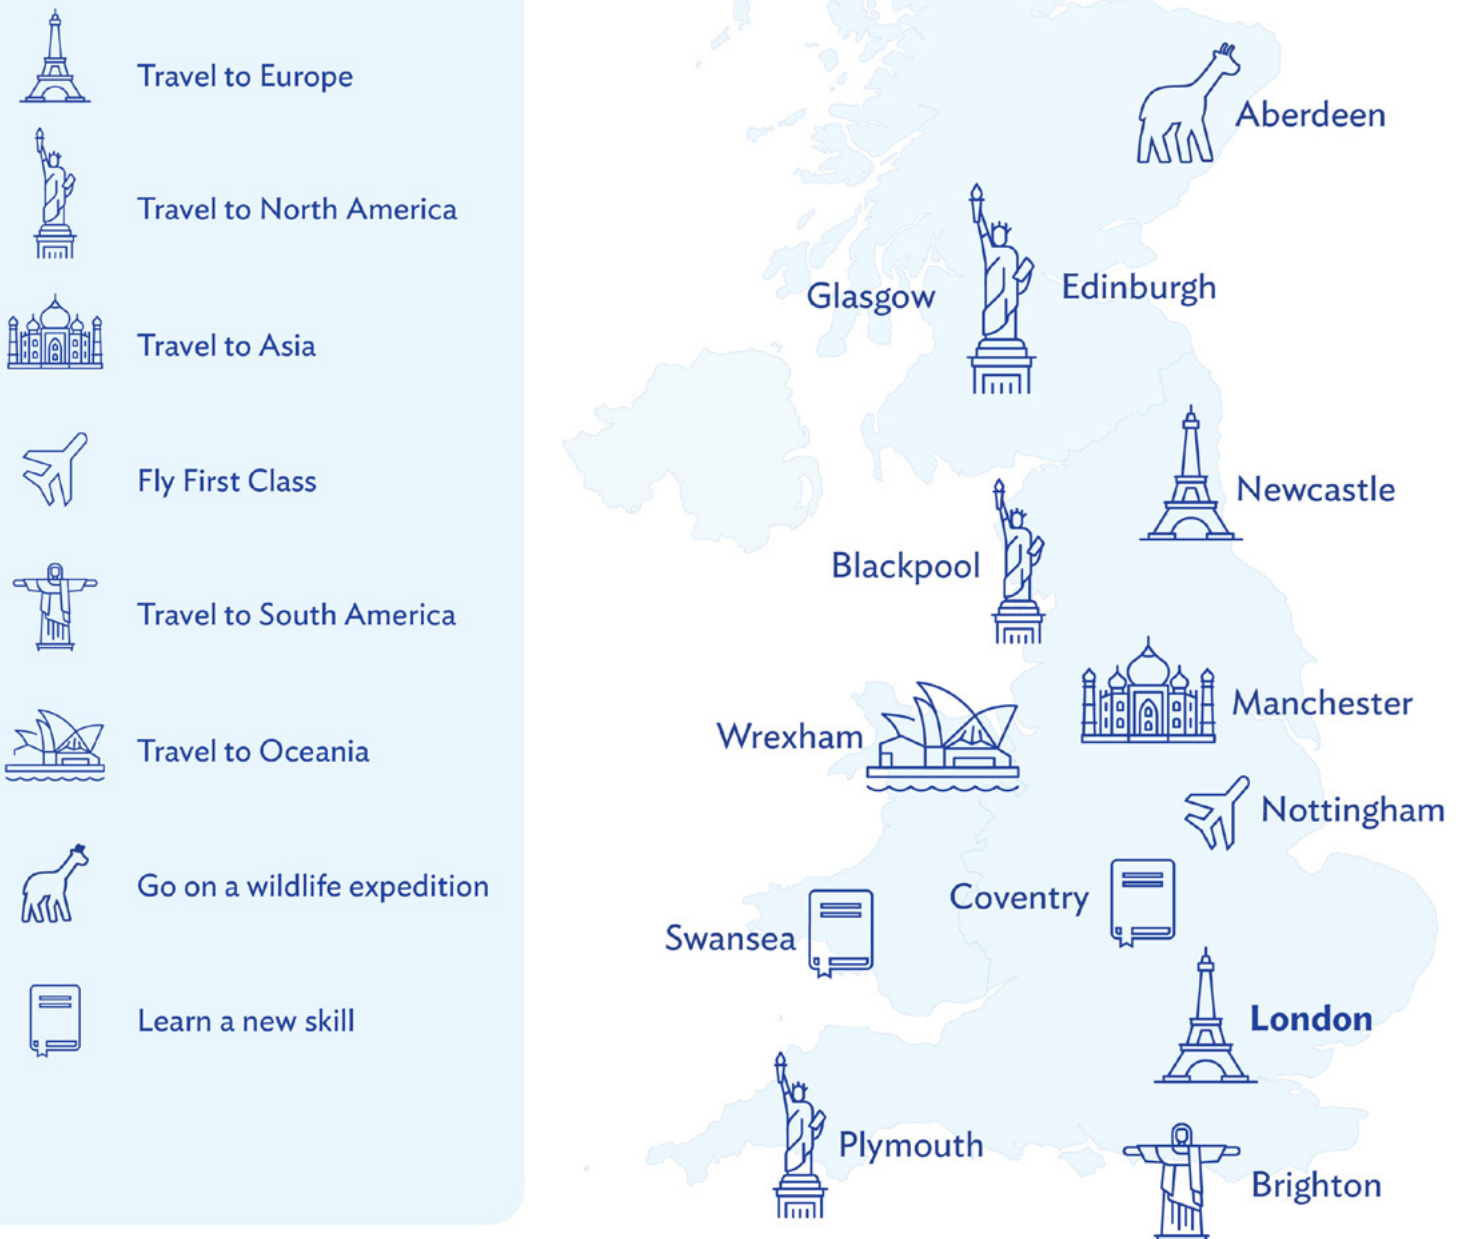 Travel to Europe
Travel to North America
Travel to Asia
Fly First Class
Travel to South America
Travel to Oceania
Go on a wildlife expedition
Learn a new skill
Aberdeen
Glasgow
Edinburgh
Newcastle
Blackpool
Manchester
Wrexham
Nottingham
Coventry
Swansea
London
Plymouth
Brighton